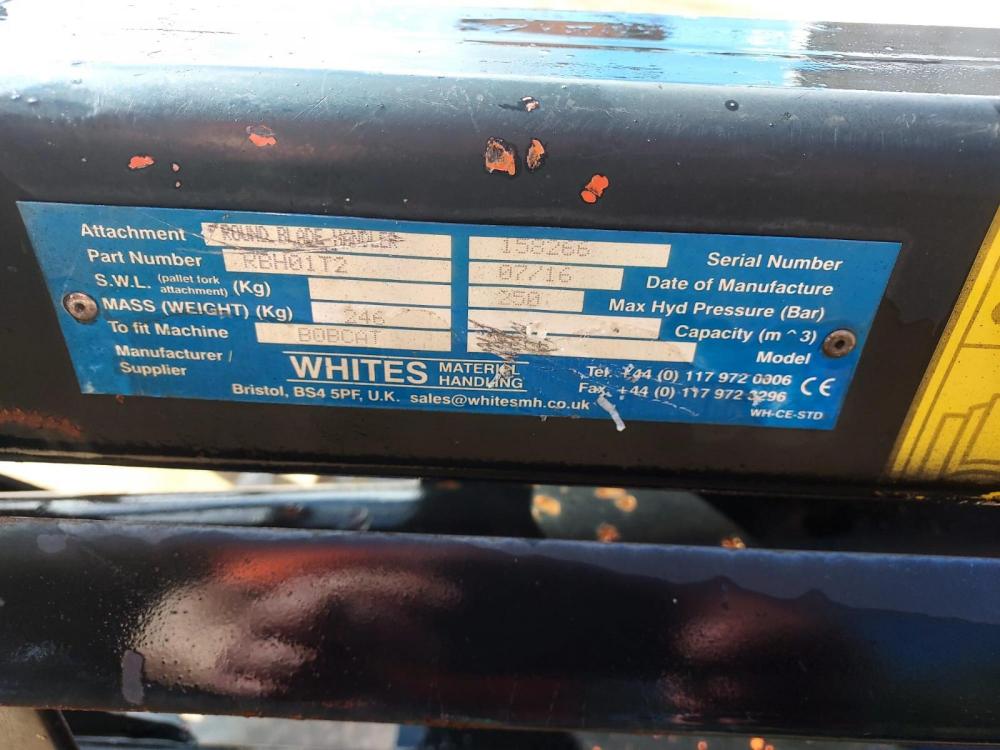 Attachment ROUND BLADE HANDLER 158266 Serial Number
Part Number RBH01T2 07/16 Date of Manufacture
S.W.L. (pallet fork attachment) (Kg) 250 Max Hyd Pressure (Bar)
MASS (WEIGHT) (Kg) 246 Capacity (m ^ 3)
To fit Machine BOBCAT Model
Manufacturer / Supplier
WHITES MATERIAL HANDLING
Bristol, BS4 5PF, U.K. sales@whitesmh.co.uk
Tel. +44 (0) 117 972 0006 CE
Fax. +44 (0) 117 972 3296
WH-CE-STD